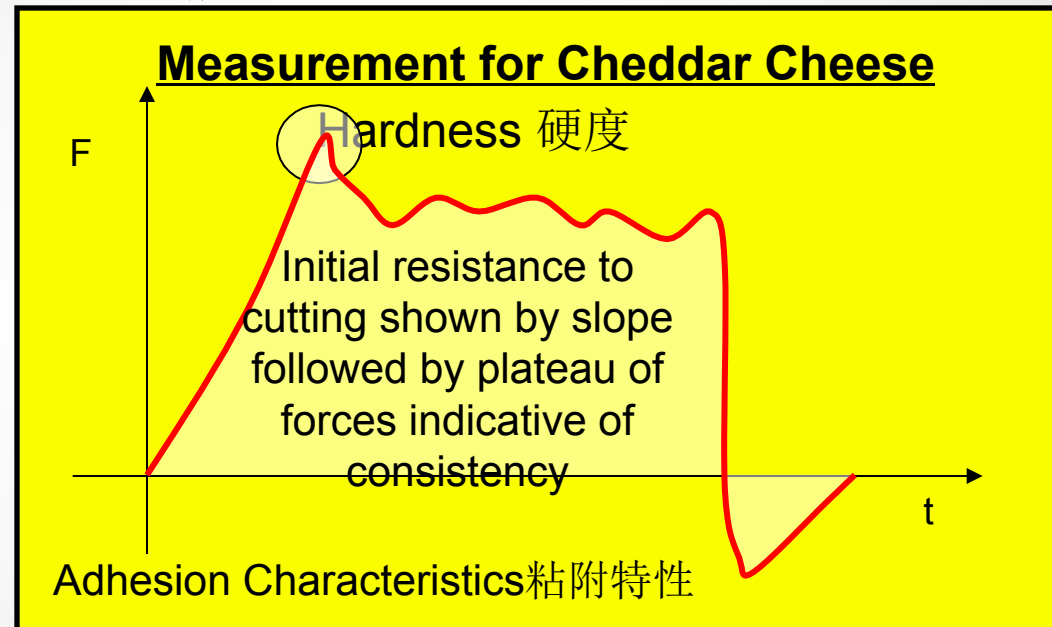 Measurement for Cheddar Cheese
Hardness 硬度
F
Initial resistance to
cutting shown by slope
followed by plateau of
forces indicative of
consistency
t
Adhesion Characteristics粘附特性